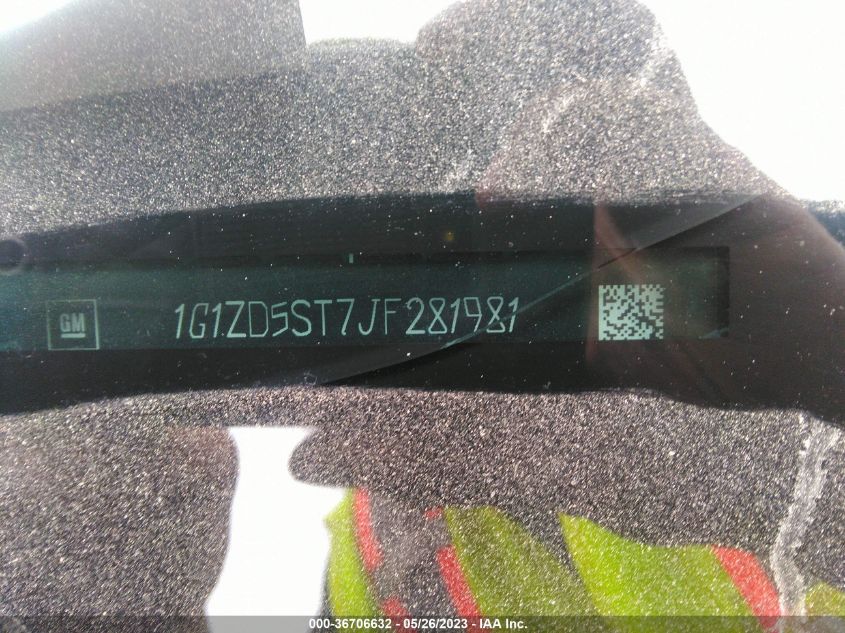 GM
1G1ZD5ST7JF281981
000-36706632 - 05/26/2023 - IAA Inc.